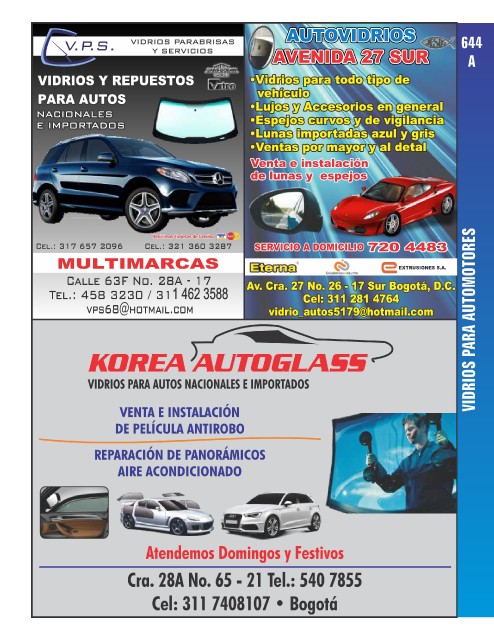 V.P.S.
VIDRIOS PARABRISAS
Y SERVICIOS
VIDRIOS Y REPUESTOS
PARA AUTOS
NACIONALES
E IMPORTADOS
Vitro
CEL.: 317 657 2096 CEL.: 321 360 3287
MULTIMARCAS
CALLE 63F NO. 28A - 17
TEL.: 458 3230 / 311 462 3588
VPS68@HOTMAIL.COM
AUTOVIDRIOS
AVENIDA 27 SUR
•Vidrios para todo tipo de
vehículo
•Lujos y Accesorios en general
•Espejos curvos y de vigilancia
•Lunas importadas azul y gris
•Ventas por mayor y al detal
Venta e instalación
de lunas y espejos
SERVICIO A DOMICILIO 720 4483
Eterna
EXTRUSIONES S.A.
Av. Cra. 27 No. 26 - 17 Sur Bogotá, D.C.
Cel: 311 281 4764
vidrio_autos5179@hotmail.com
644
A
VIDRIOS PARA AUTOMOTORES
KOREA AUTOGLASS
VIDRIOS PARA AUTOS NACIONALES E IMPORTADOS
VENTA E INSTALACIÓN
DE PELÍCULA ANTIROBO
REPARACIÓN DE PANORÁMICOS
AIRE ACONDICIONADO
Atendemos Domingos y Festivos
Cra. 28A No. 65 - 21 Tel.: 540 7855
Cel: 311 7408107 • Bogotá